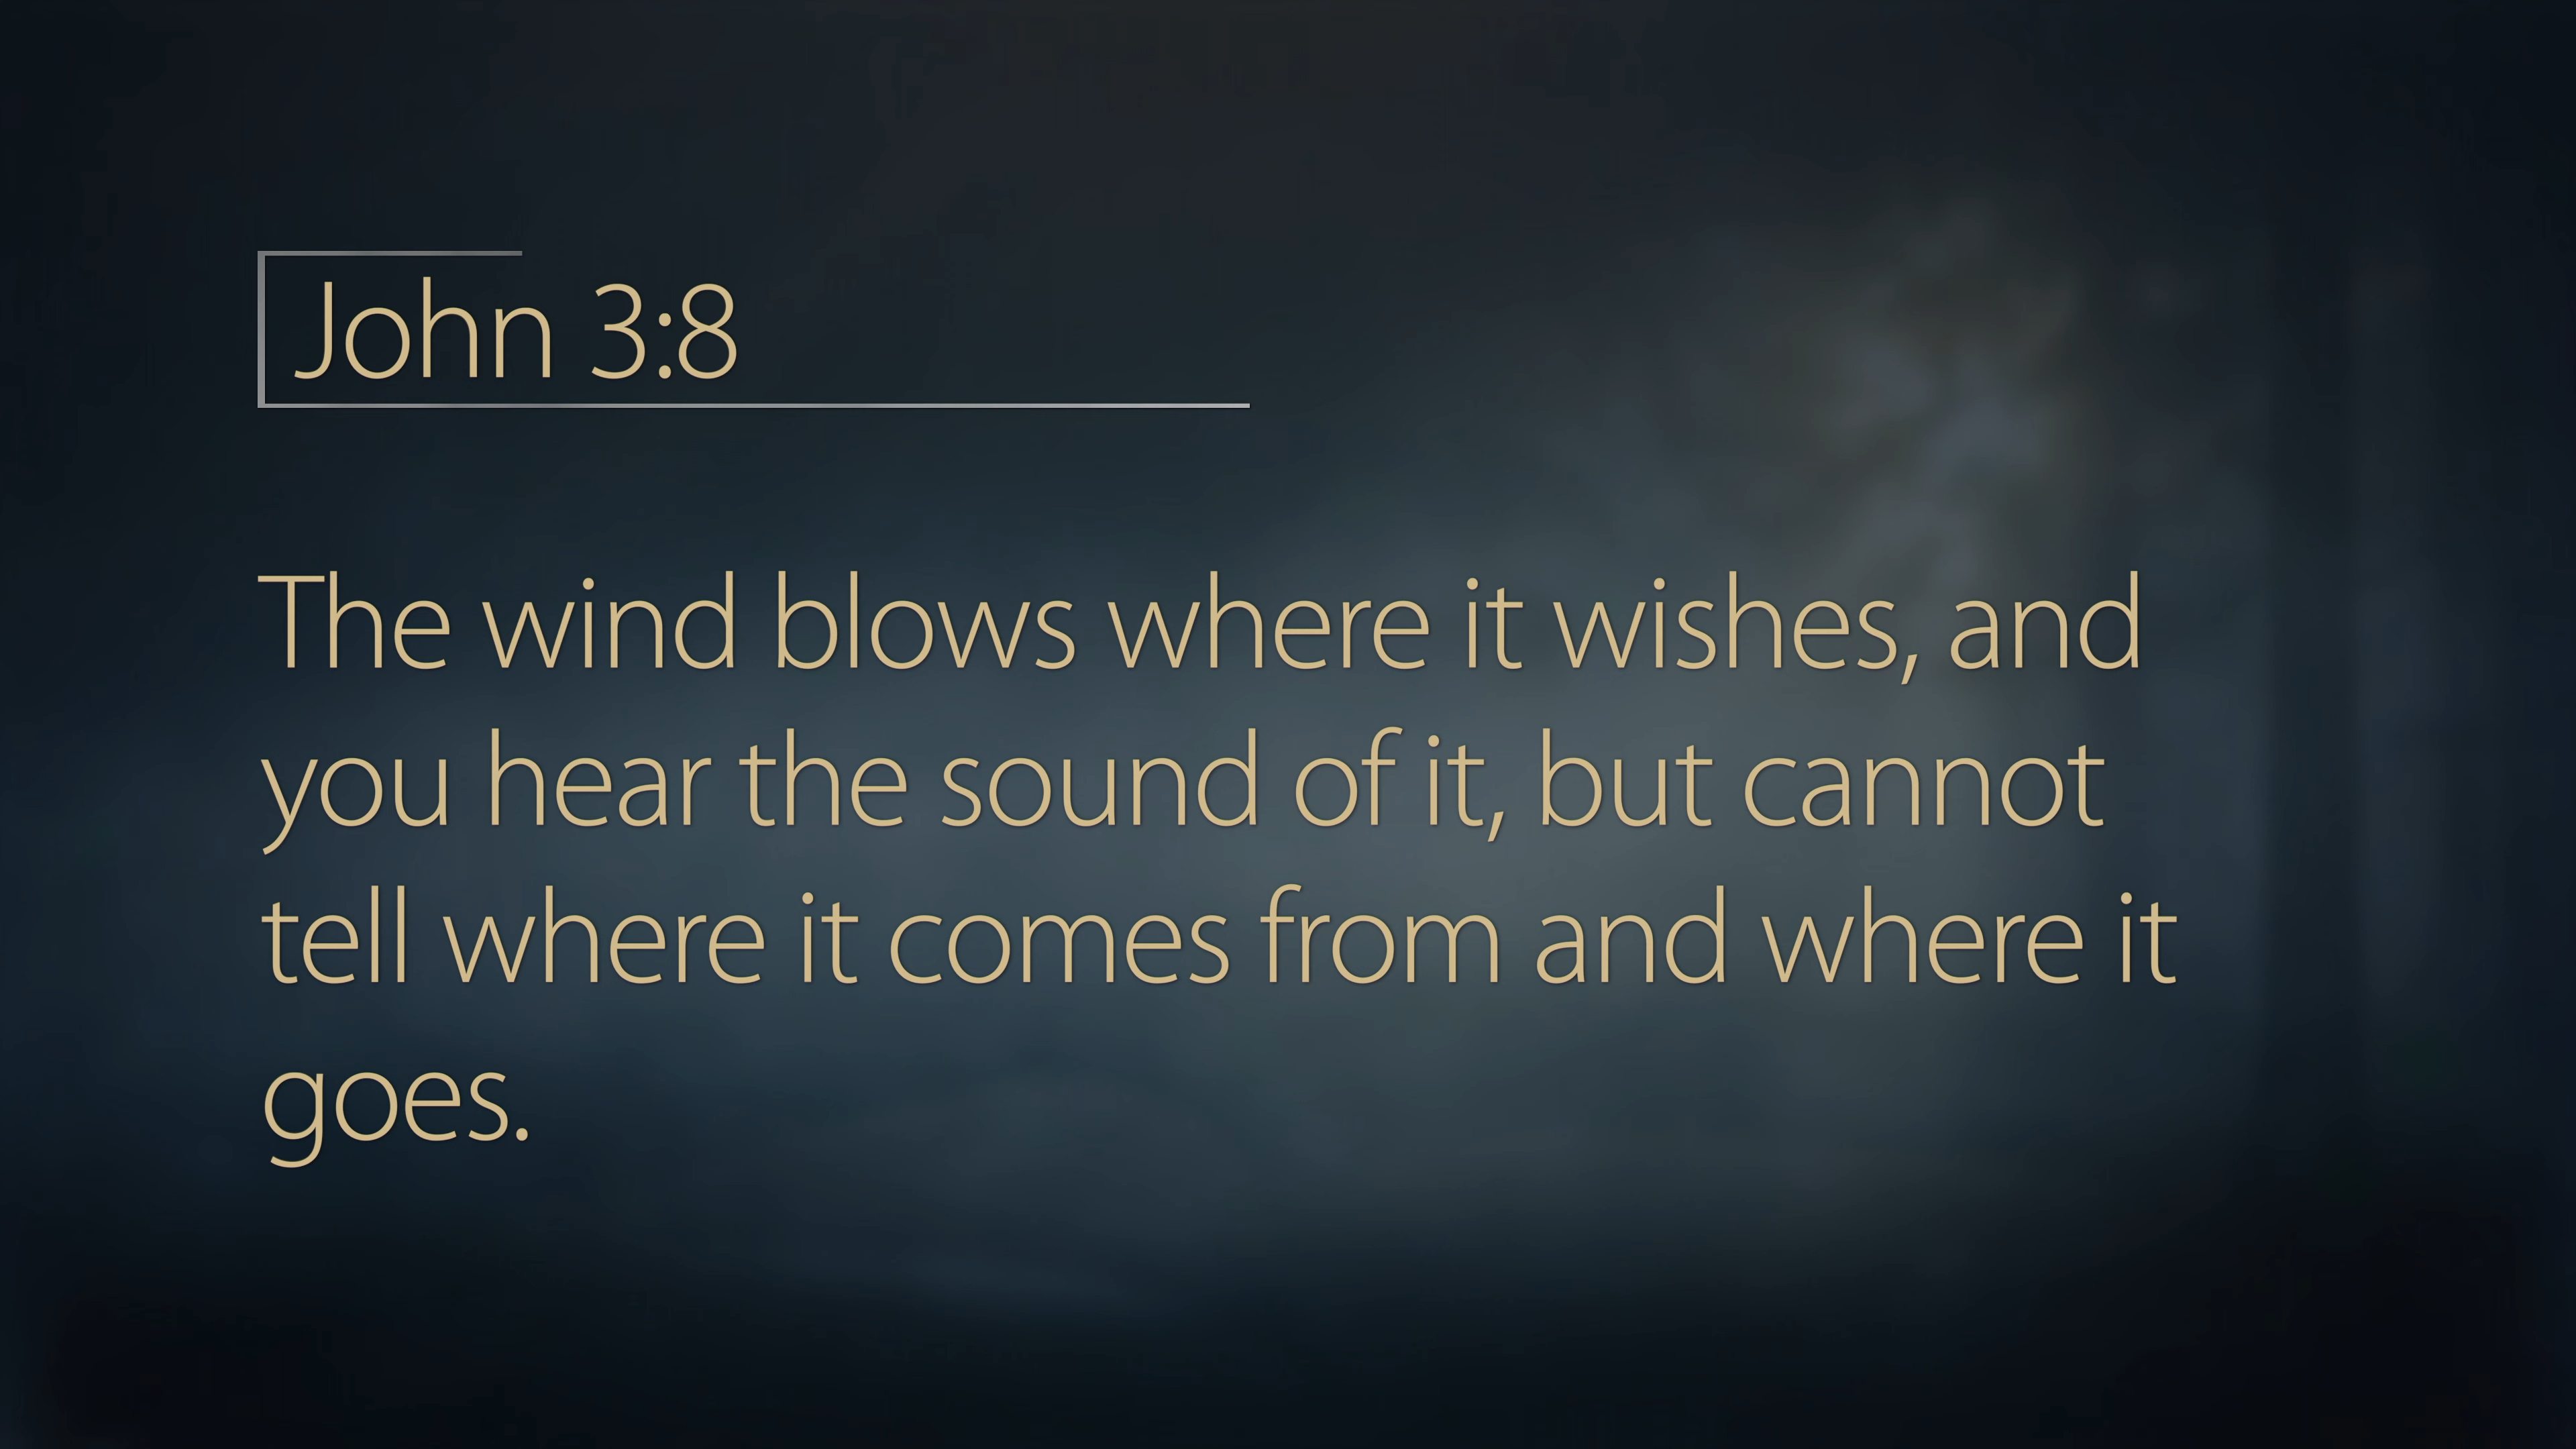 John 3:8
The wind blows where it wishes, and
you hear the sound of it, but cannot
tell where it comes from and where it
goes.